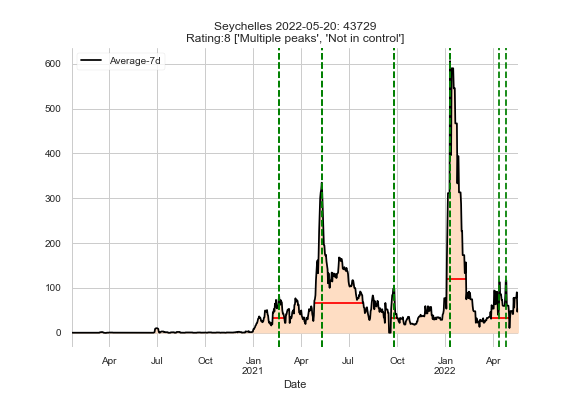 Seychelles 2022-05-20: 43729
Rating:8 ['Multiple peaks', 'Not in control']
Average-7d
600
500
400
300
200
100
0
Apr Jul Oct Jan Apr Jul Oct Jan Apr
2021 2022
Date